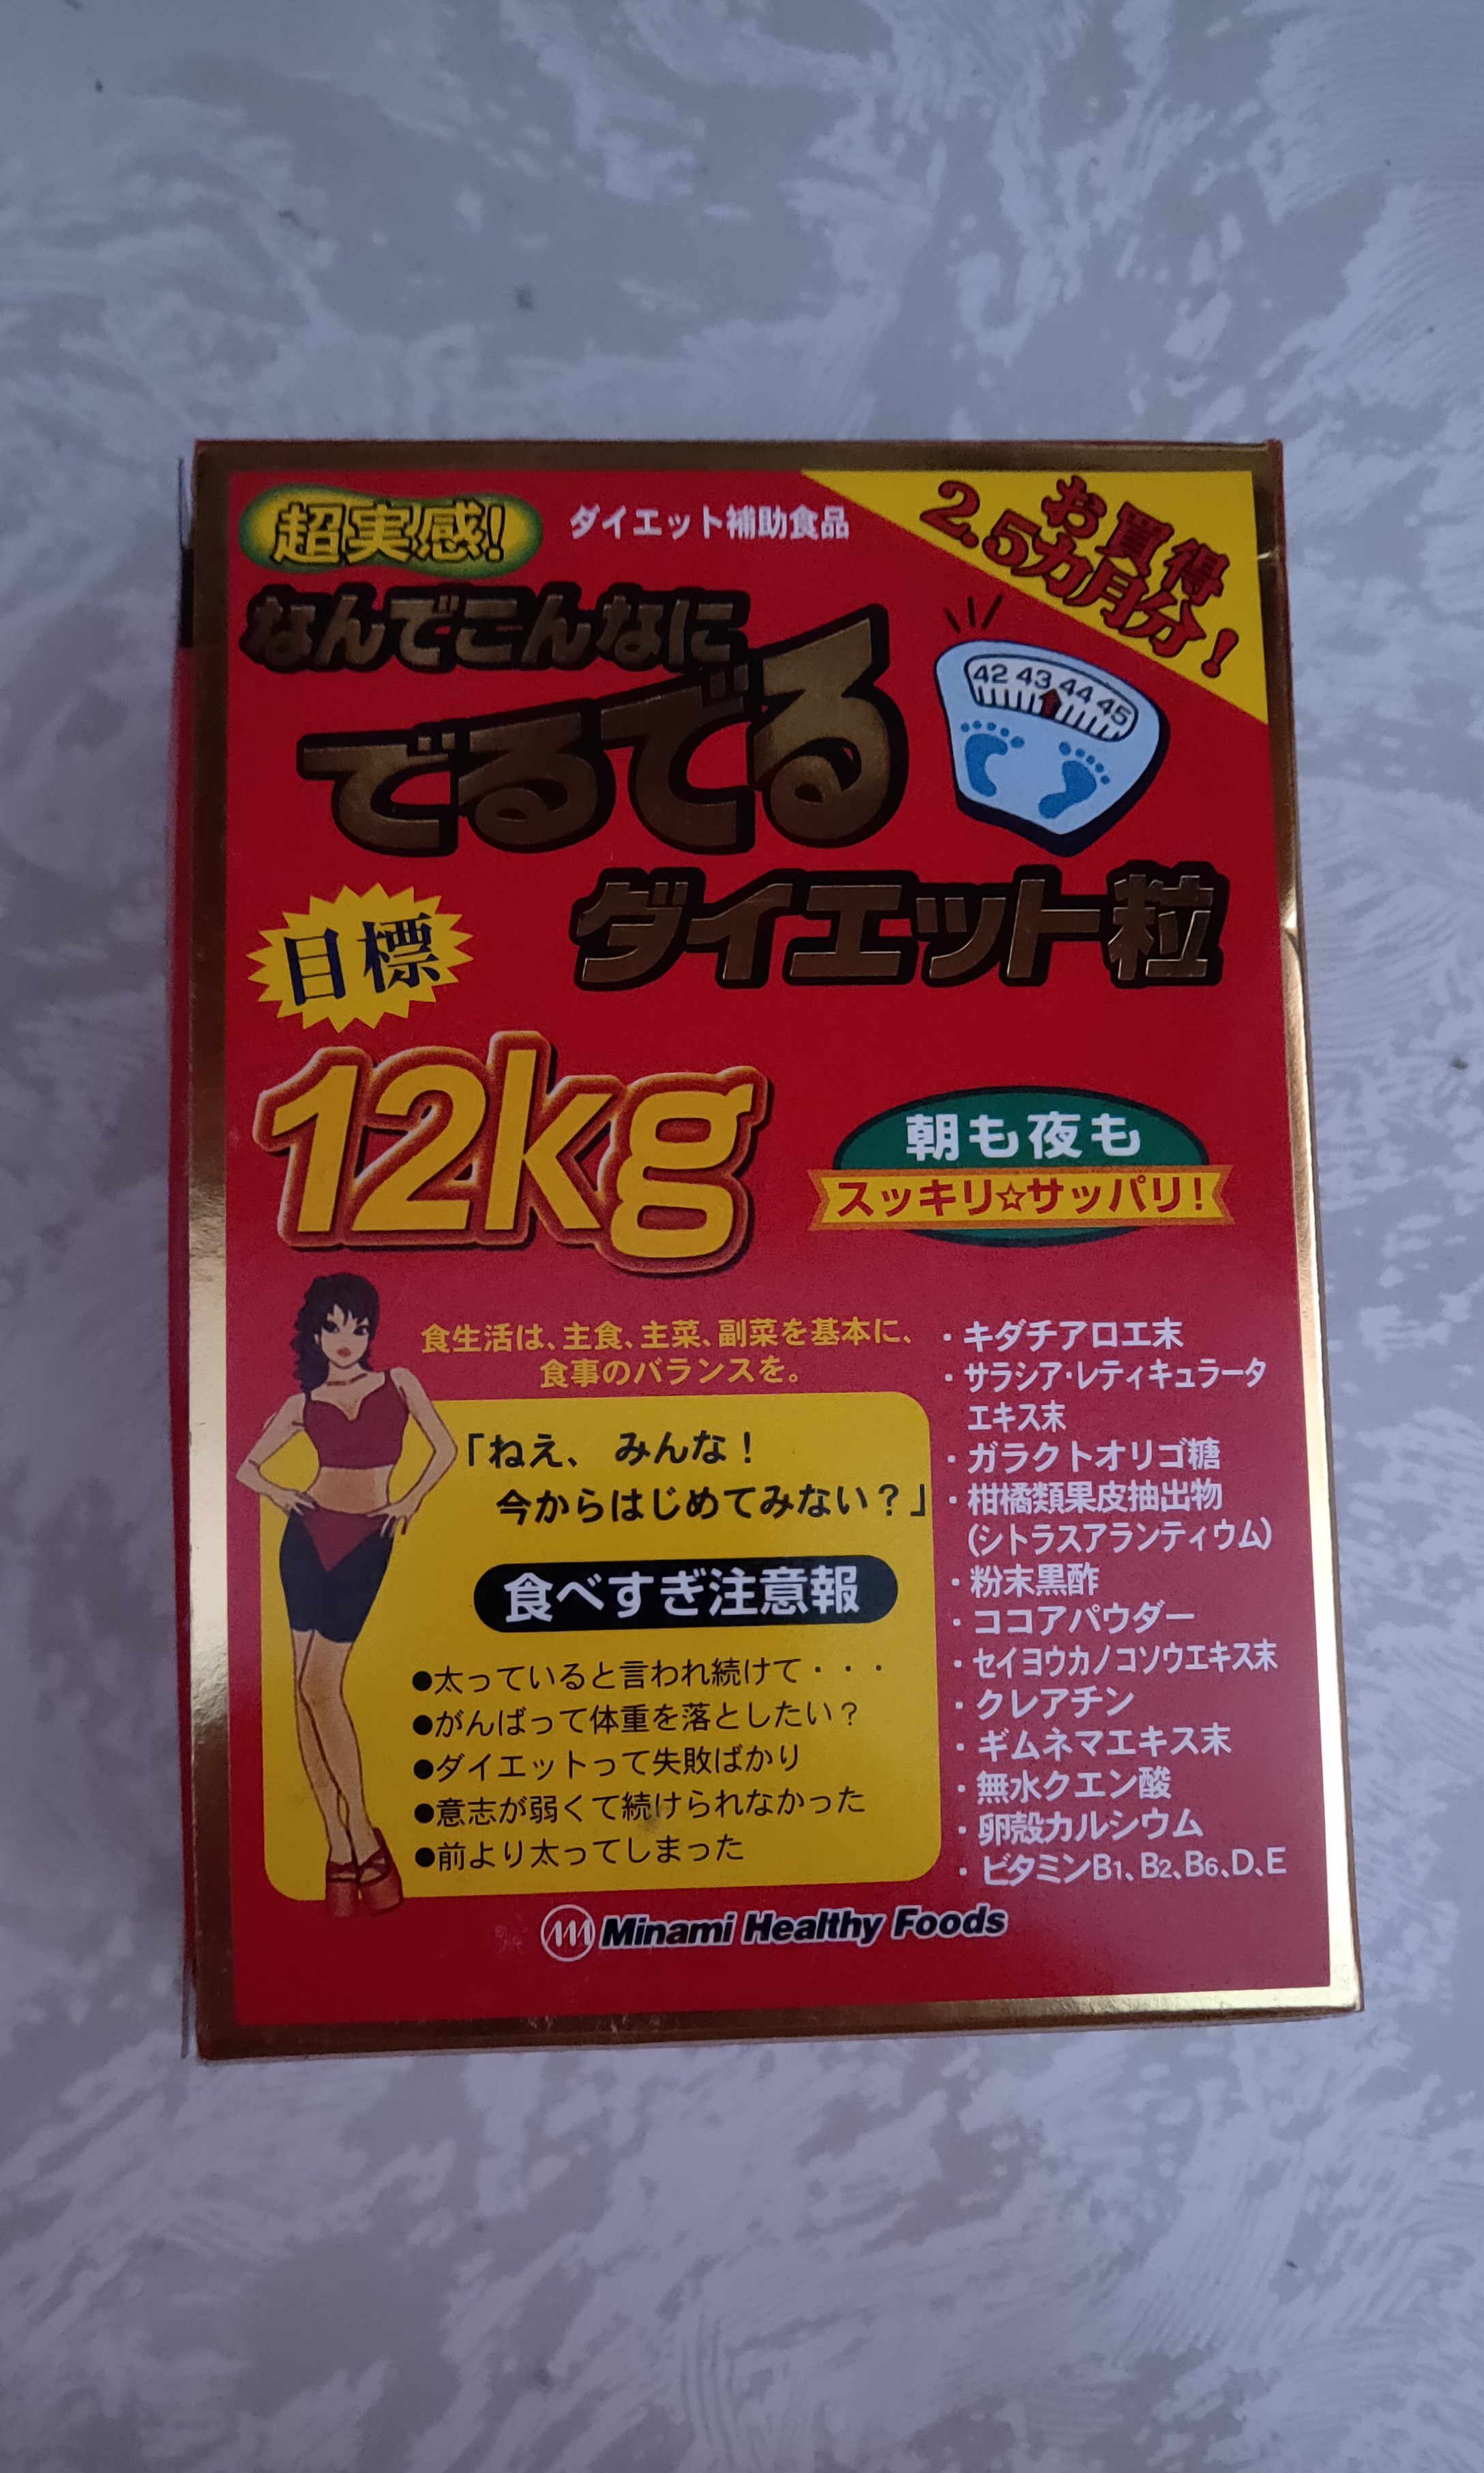 超実感!
ダイエット補助食品
お買得
2.5カ月分!
なんでこんなに
でるでる
ダイエット粒
42 43 44 45
目標
12kg
朝も夜も
スッキリ☆サッパリ!
食生活は、主食、主菜、副菜を基本に、
食事のバランスを。
「ねえ、みんな!
今からはじめてみない?」
食べすぎ注意報
●太っていると言われ続けて・・・
●がんばって体重を落としたい?
●ダイエットって失敗ばかり
●意志が弱くて続けられなかった
●前より太ってしまった
・キダチアロエ末
・サラシア・レティキュラータ
エキス末
・ガラクトオリゴ糖
・柑橘類果皮抽出物
(シトラスアランティウム)
・粉末黒酢
・ココアパウダー
・セイヨウカノコソウエキス末
・クレアチン
・ギムネマエキス末
・無水クエン酸
・卵殻カルシウム
・ビタミンB1、B2、B6、D、E
Minami Healthy Foods